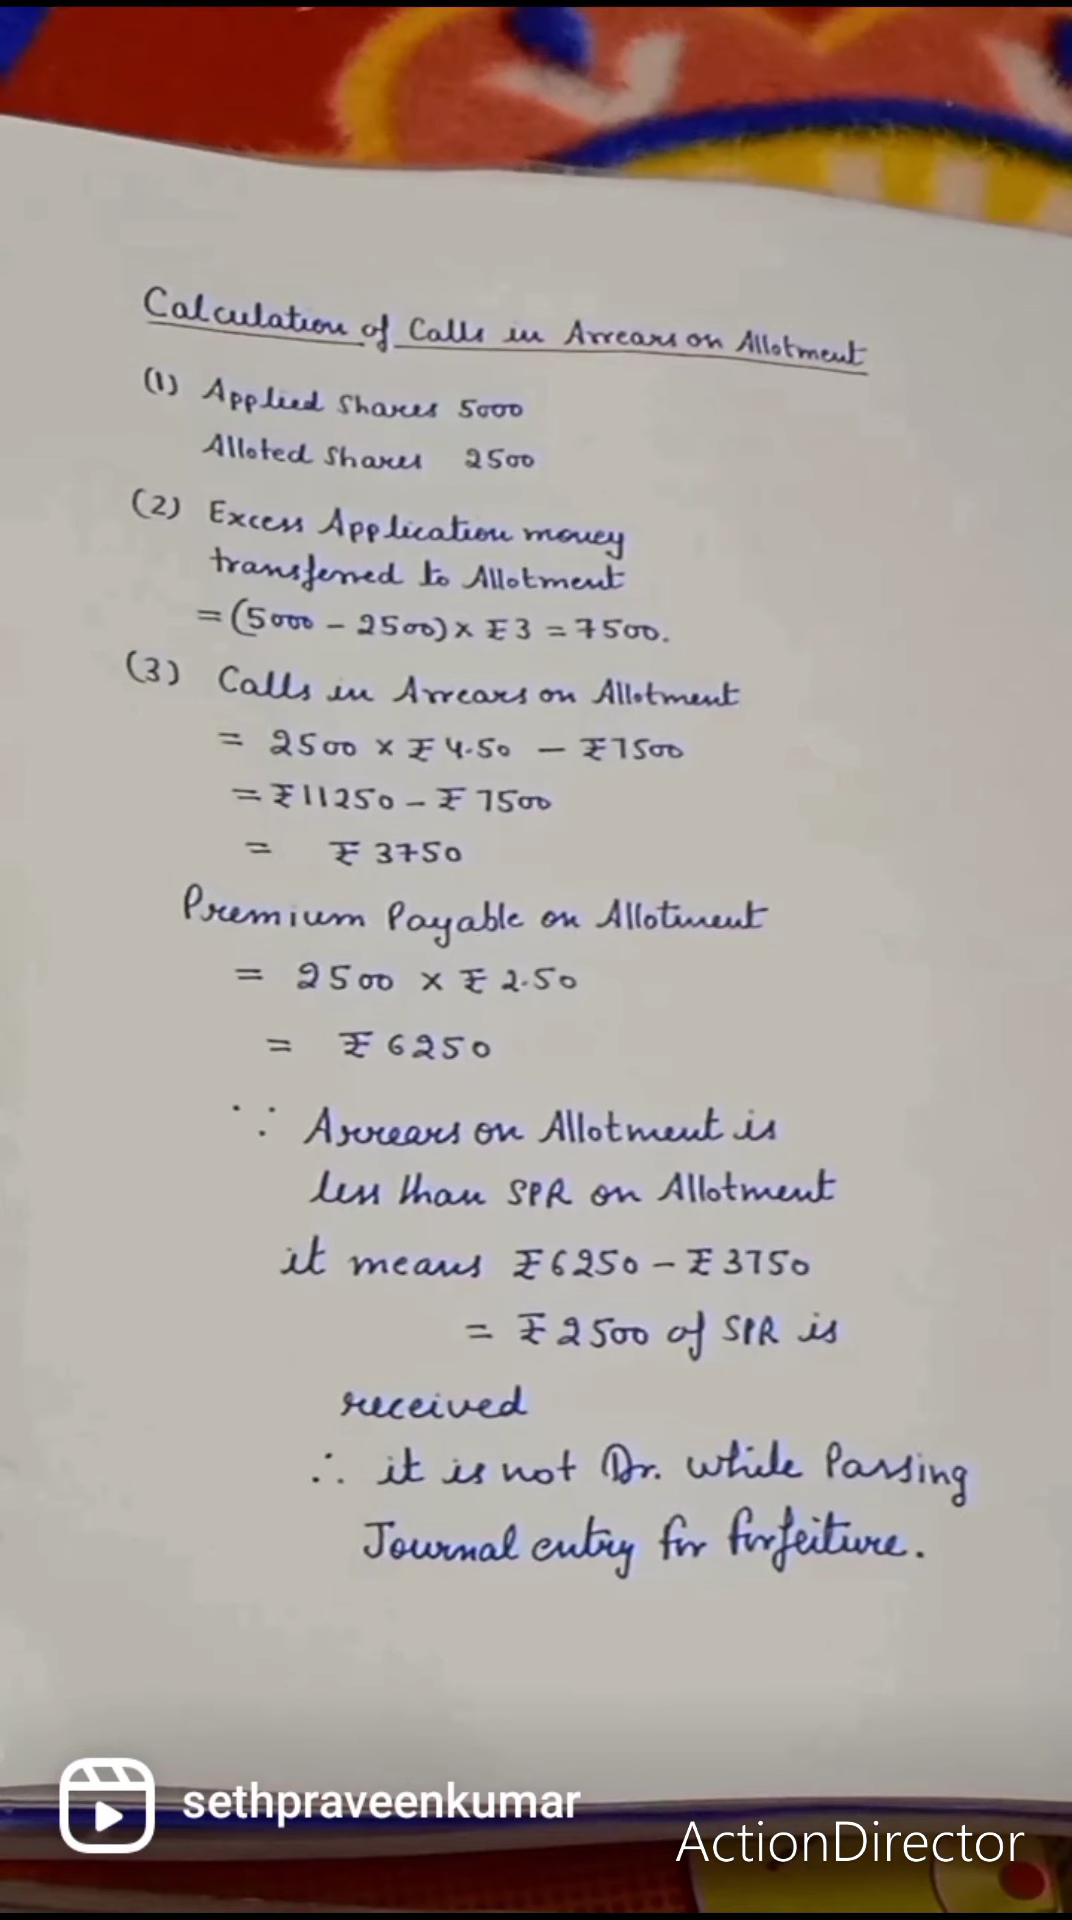 Calculation of Calls in Arrears on Allotment
(1) Applied Shares 5000
Alloted Shares 2500
(2) Excess Application money
transferred to Allotment
= (5000 - 2500) × ₹3 = 7500.
(3) Calls in Arrears on Allotment
= 2500 × ₹4.50 - ₹7500
= ₹11250 - ₹7500
= ₹3750
Premium Payable on Allotment
= 2500 × ₹2.50
= ₹6250
∵ Arrears on Allotment is
less than SPR on Allotment
it means ₹6250 - ₹3750
= ₹2500 of SPR is
received
∴ it is not Dr. while Passing
Journal entry for forfeiture.
sethpraveenkumar
ActionDirector